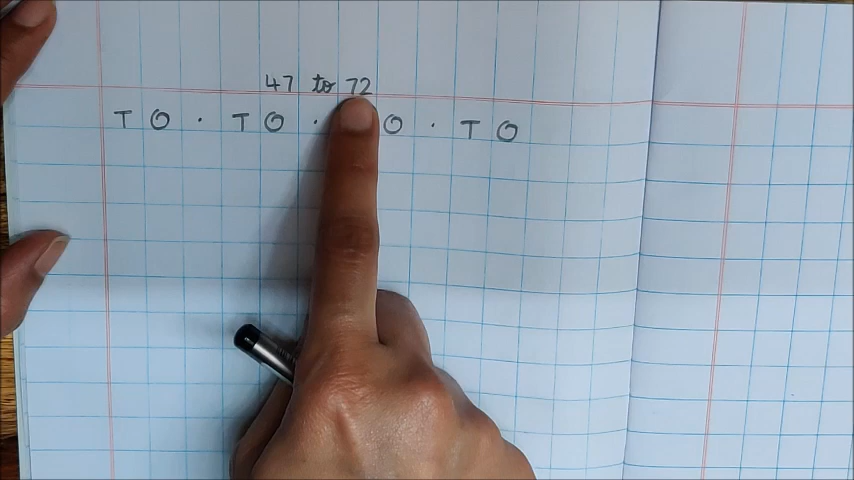 47 to 72
T O . T O . O . T O